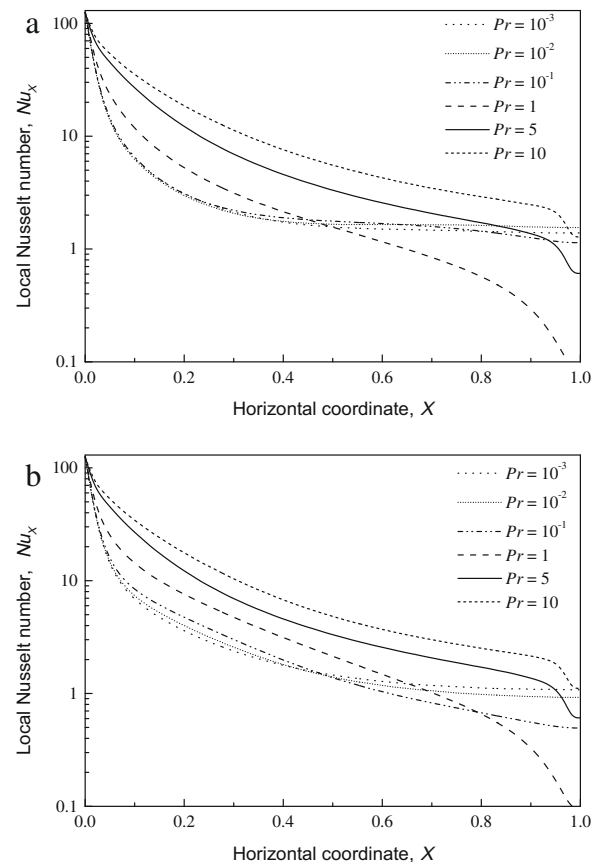 a
100
10
1
0.1
Local Nusselt number, Nu_X
Pr = 10⁻³
Pr = 10⁻²
Pr = 10⁻¹
Pr = 1
Pr = 5
Pr = 10
0.0 0.2 0.4 0.6 0.8 1.0
Horizontal coordinate, X
b
100
10
1
0.1
Local Nusselt number, Nu_X
Pr = 10⁻³
Pr = 10⁻²
Pr = 10⁻¹
Pr = 1
Pr = 5
Pr = 10
0.0 0.2 0.4 0.6 0.8 1.0
Horizontal coordinate, X